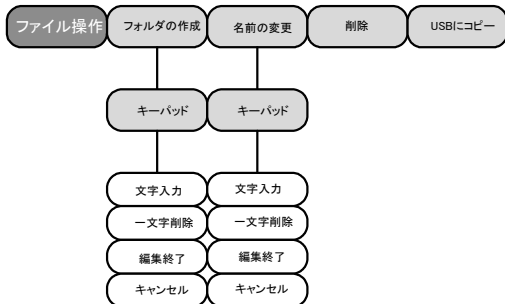 ファイル操作
フォルダの作成
名前の変更
削除
USBにコピー
キーパッド
キーパッド
文字入力
文字入力
一文字削除
一文字削除
編集終了
編集終了
キャンセル
キャンセル